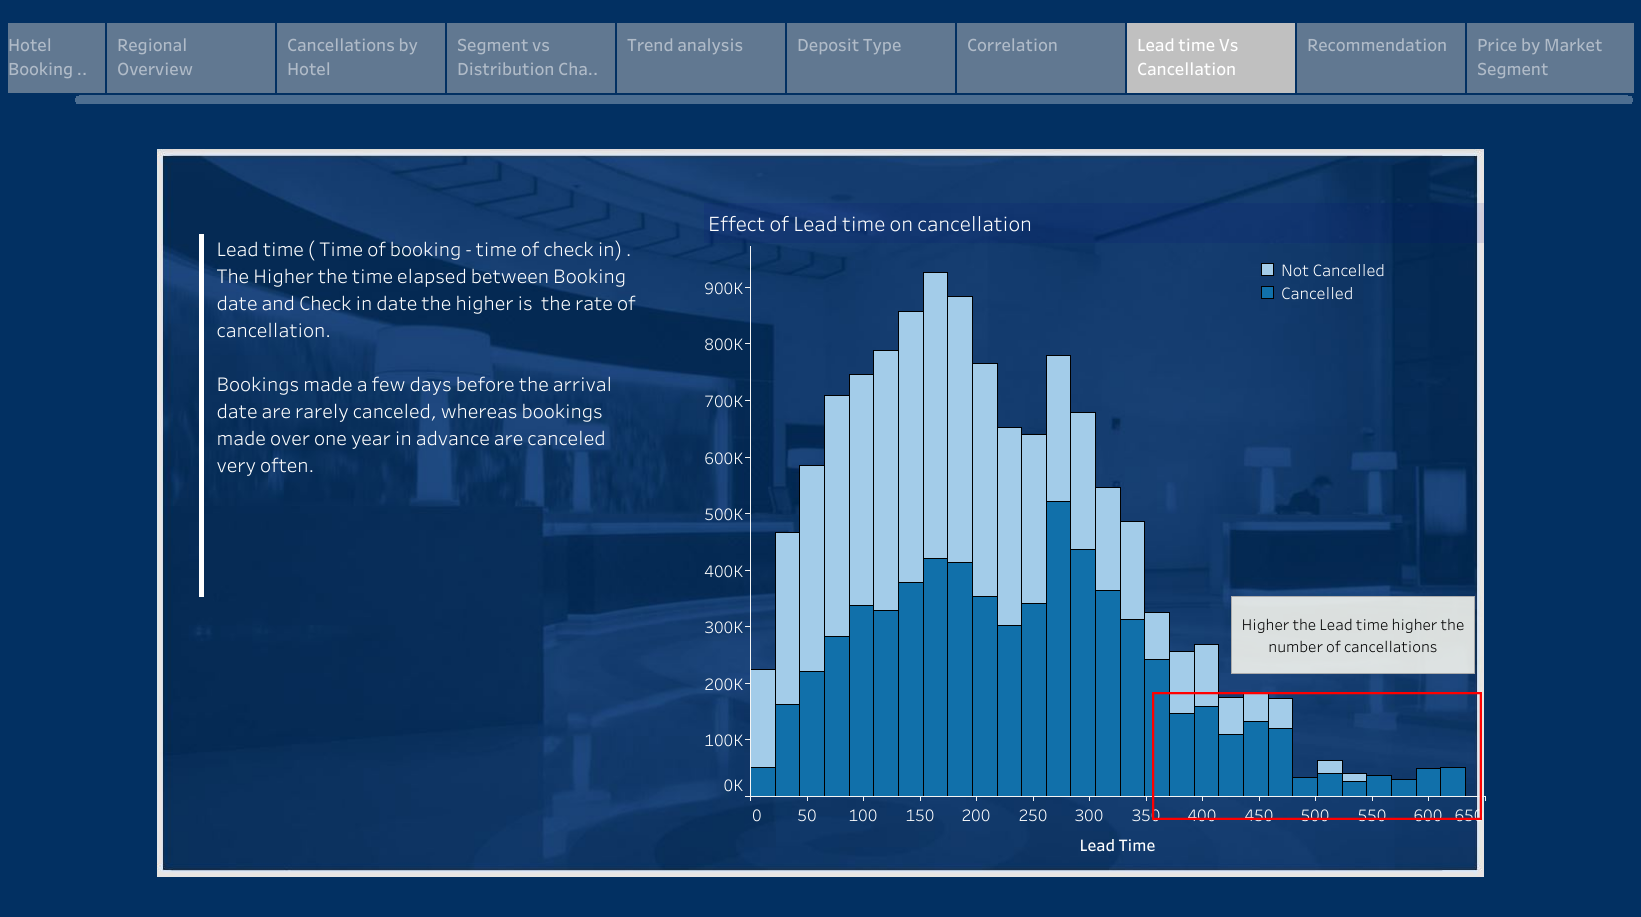 Hotel
Booking ..
Regional
Overview
Cancellations by
Hotel
Segment vs
Distribution Cha..
Trend analysis
Deposit Type
Correlation
Lead time Vs
Cancellation
Recommendation
Price by Market
Segment
Lead time ( Time of booking - time of check in) .
The Higher the time elapsed between Booking
date and Check in date the higher is  the rate of
cancellation.
Bookings made a few days before the arrival
date are rarely canceled, whereas bookings
made over one year in advance are canceled
very often.
Effect of Lead time on cancellation
Not Cancelled
Cancelled
900K
800K
700K
600K
500K
400K
300K
200K
100K
0K
Higher the Lead time higher the
number of cancellations
0 50 100 150 200 250 300 350 400 450 500 550 600 650
Lead Time